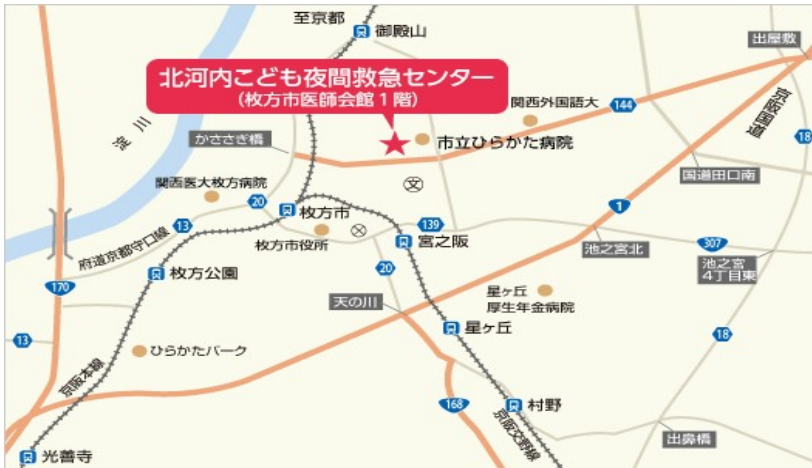 至京都
御殿山
出屋敷
北河内こども夜間救急センター
(枚方市医師会館1階)
関西外国語大
144
京阪国道
18
淀川
かささぎ橋
市立ひらかた病院
国道田口南
関西医大枚方病院
文
1
20
枚方市
13
139
府道京都守口線
枚方市役所
宮之阪
307
池之宮北
池之宮
4丁目東
枚方公園
20
170
天の川
星ヶ丘
厚生年金病院
星ヶ丘
18
13
ひらかたパーク
京阪本線
168
村野
京阪交野線
出鼻橋
光善寺